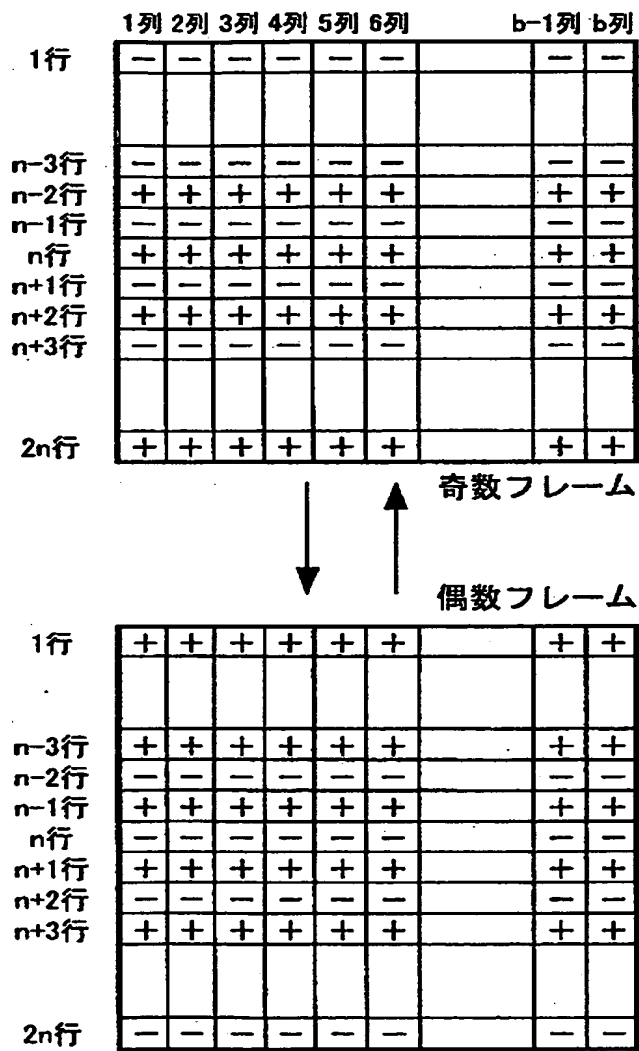 1列 2列 3列 4列 5列 6列 b-1列 b列
1行 － － － － － － － －
n-3行 － － － － － － － －
n-2行 ＋ ＋ ＋ ＋ ＋ ＋ ＋ ＋
n-1行 － － － － － － － －
n行 ＋ ＋ ＋ ＋ ＋ ＋ ＋ ＋
n+1行 － － － － － － － －
n+2行 ＋ ＋ ＋ ＋ ＋ ＋ ＋ ＋
n+3行 － － － － － － － －
2n行 ＋ ＋ ＋ ＋ ＋ ＋ ＋ ＋
奇数フレーム
偶数フレーム
1行 ＋ ＋ ＋ ＋ ＋ ＋ ＋ ＋
n-3行 ＋ ＋ ＋ ＋ ＋ ＋ ＋ ＋
n-2行 － － － － － － － －
n-1行 ＋ ＋ ＋ ＋ ＋ ＋ ＋ ＋
n行 － － － － － － － －
n+1行 ＋ ＋ ＋ ＋ ＋ ＋ ＋ ＋
n+2行 － － － － － － － －
n+3行 ＋ ＋ ＋ ＋ ＋ ＋ ＋ ＋
2n行 － － － － － － － －